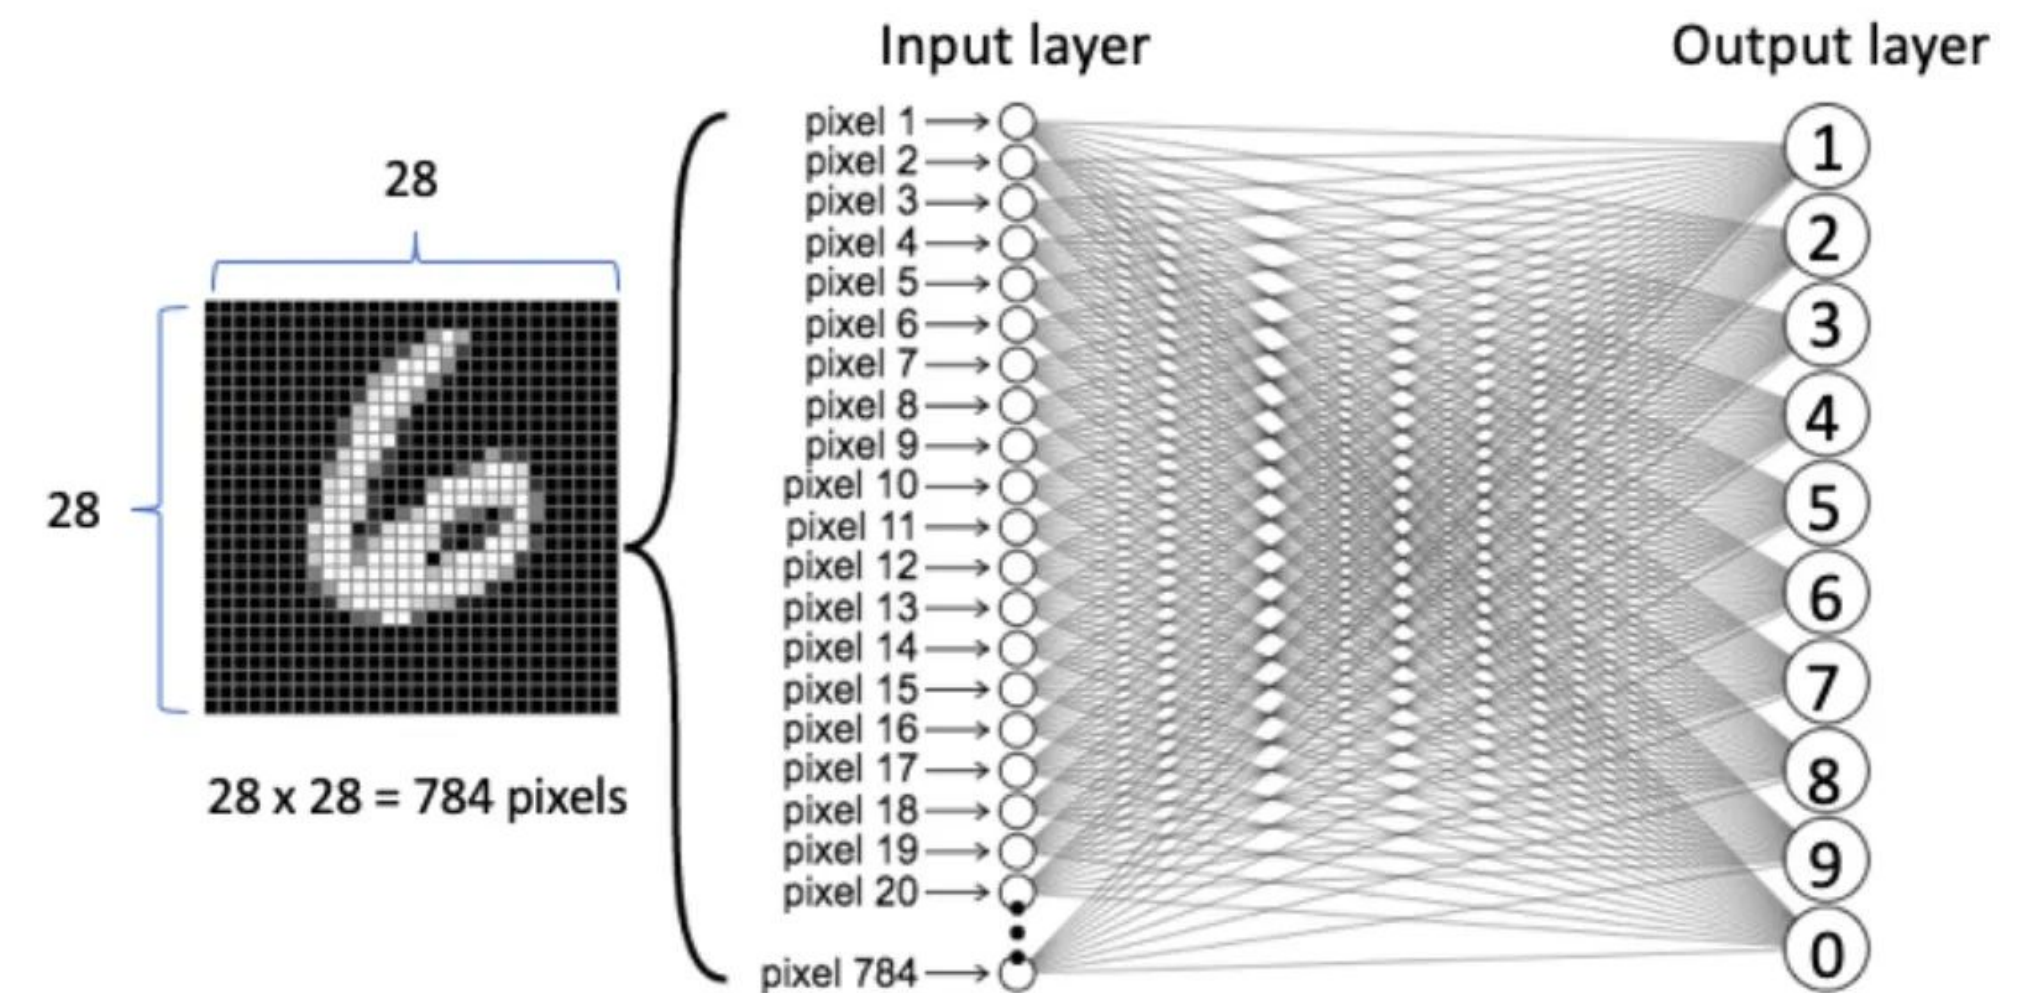 Input layer
Output layer
28
28
28 x 28 = 784 pixels
pixel 1
pixel 2
pixel 3
pixel 4
pixel 5
pixel 6
pixel 7
pixel 8
pixel 9
pixel 10
pixel 11
pixel 12
pixel 13
pixel 14
pixel 15
pixel 16
pixel 17
pixel 18
pixel 19
pixel 20
pixel 784
1
2
3
4
5
6
7
8
9
0